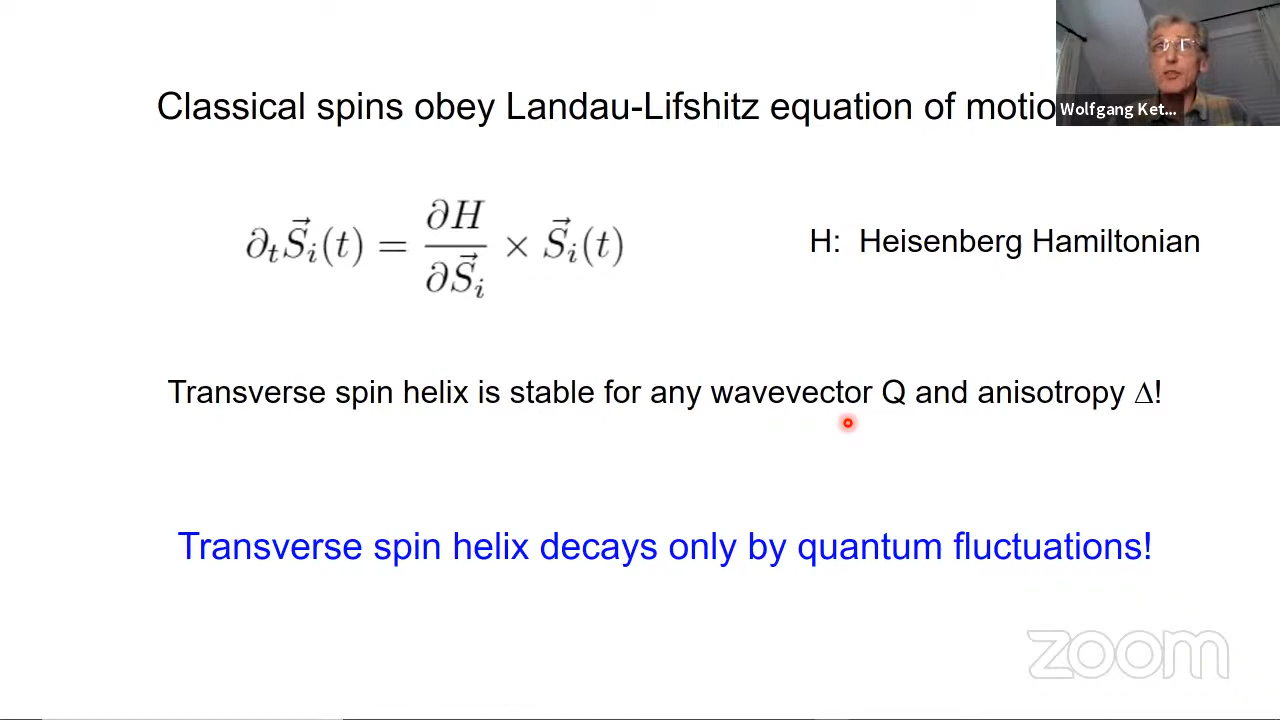 Classical spins obey Landau-Lifshitz equation of motio
Wolfgang Ket...
∂ₜS⃗ᵢ(t) = ∂H/∂S⃗ᵢ × S⃗ᵢ(t)
H: Heisenberg Hamiltonian
Transverse spin helix is stable for any wavevector Q and anisotropy Δ!
Transverse spin helix decays only by quantum fluctuations!
zoom